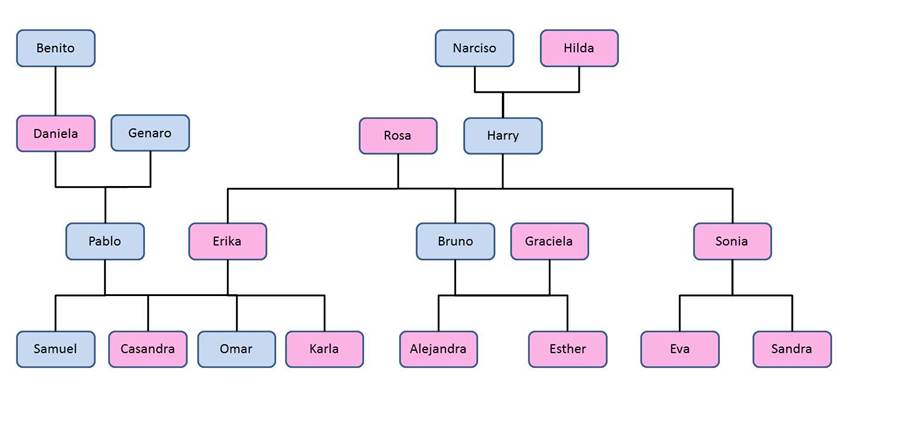 Benito
Narciso
Hilda
Daniela
Genaro
Rosa
Harry
Pablo
Erika
Bruno
Graciela
Sonia
Samuel
Casandra
Omar
Karla
Alejandra
Esther
Eva
Sandra